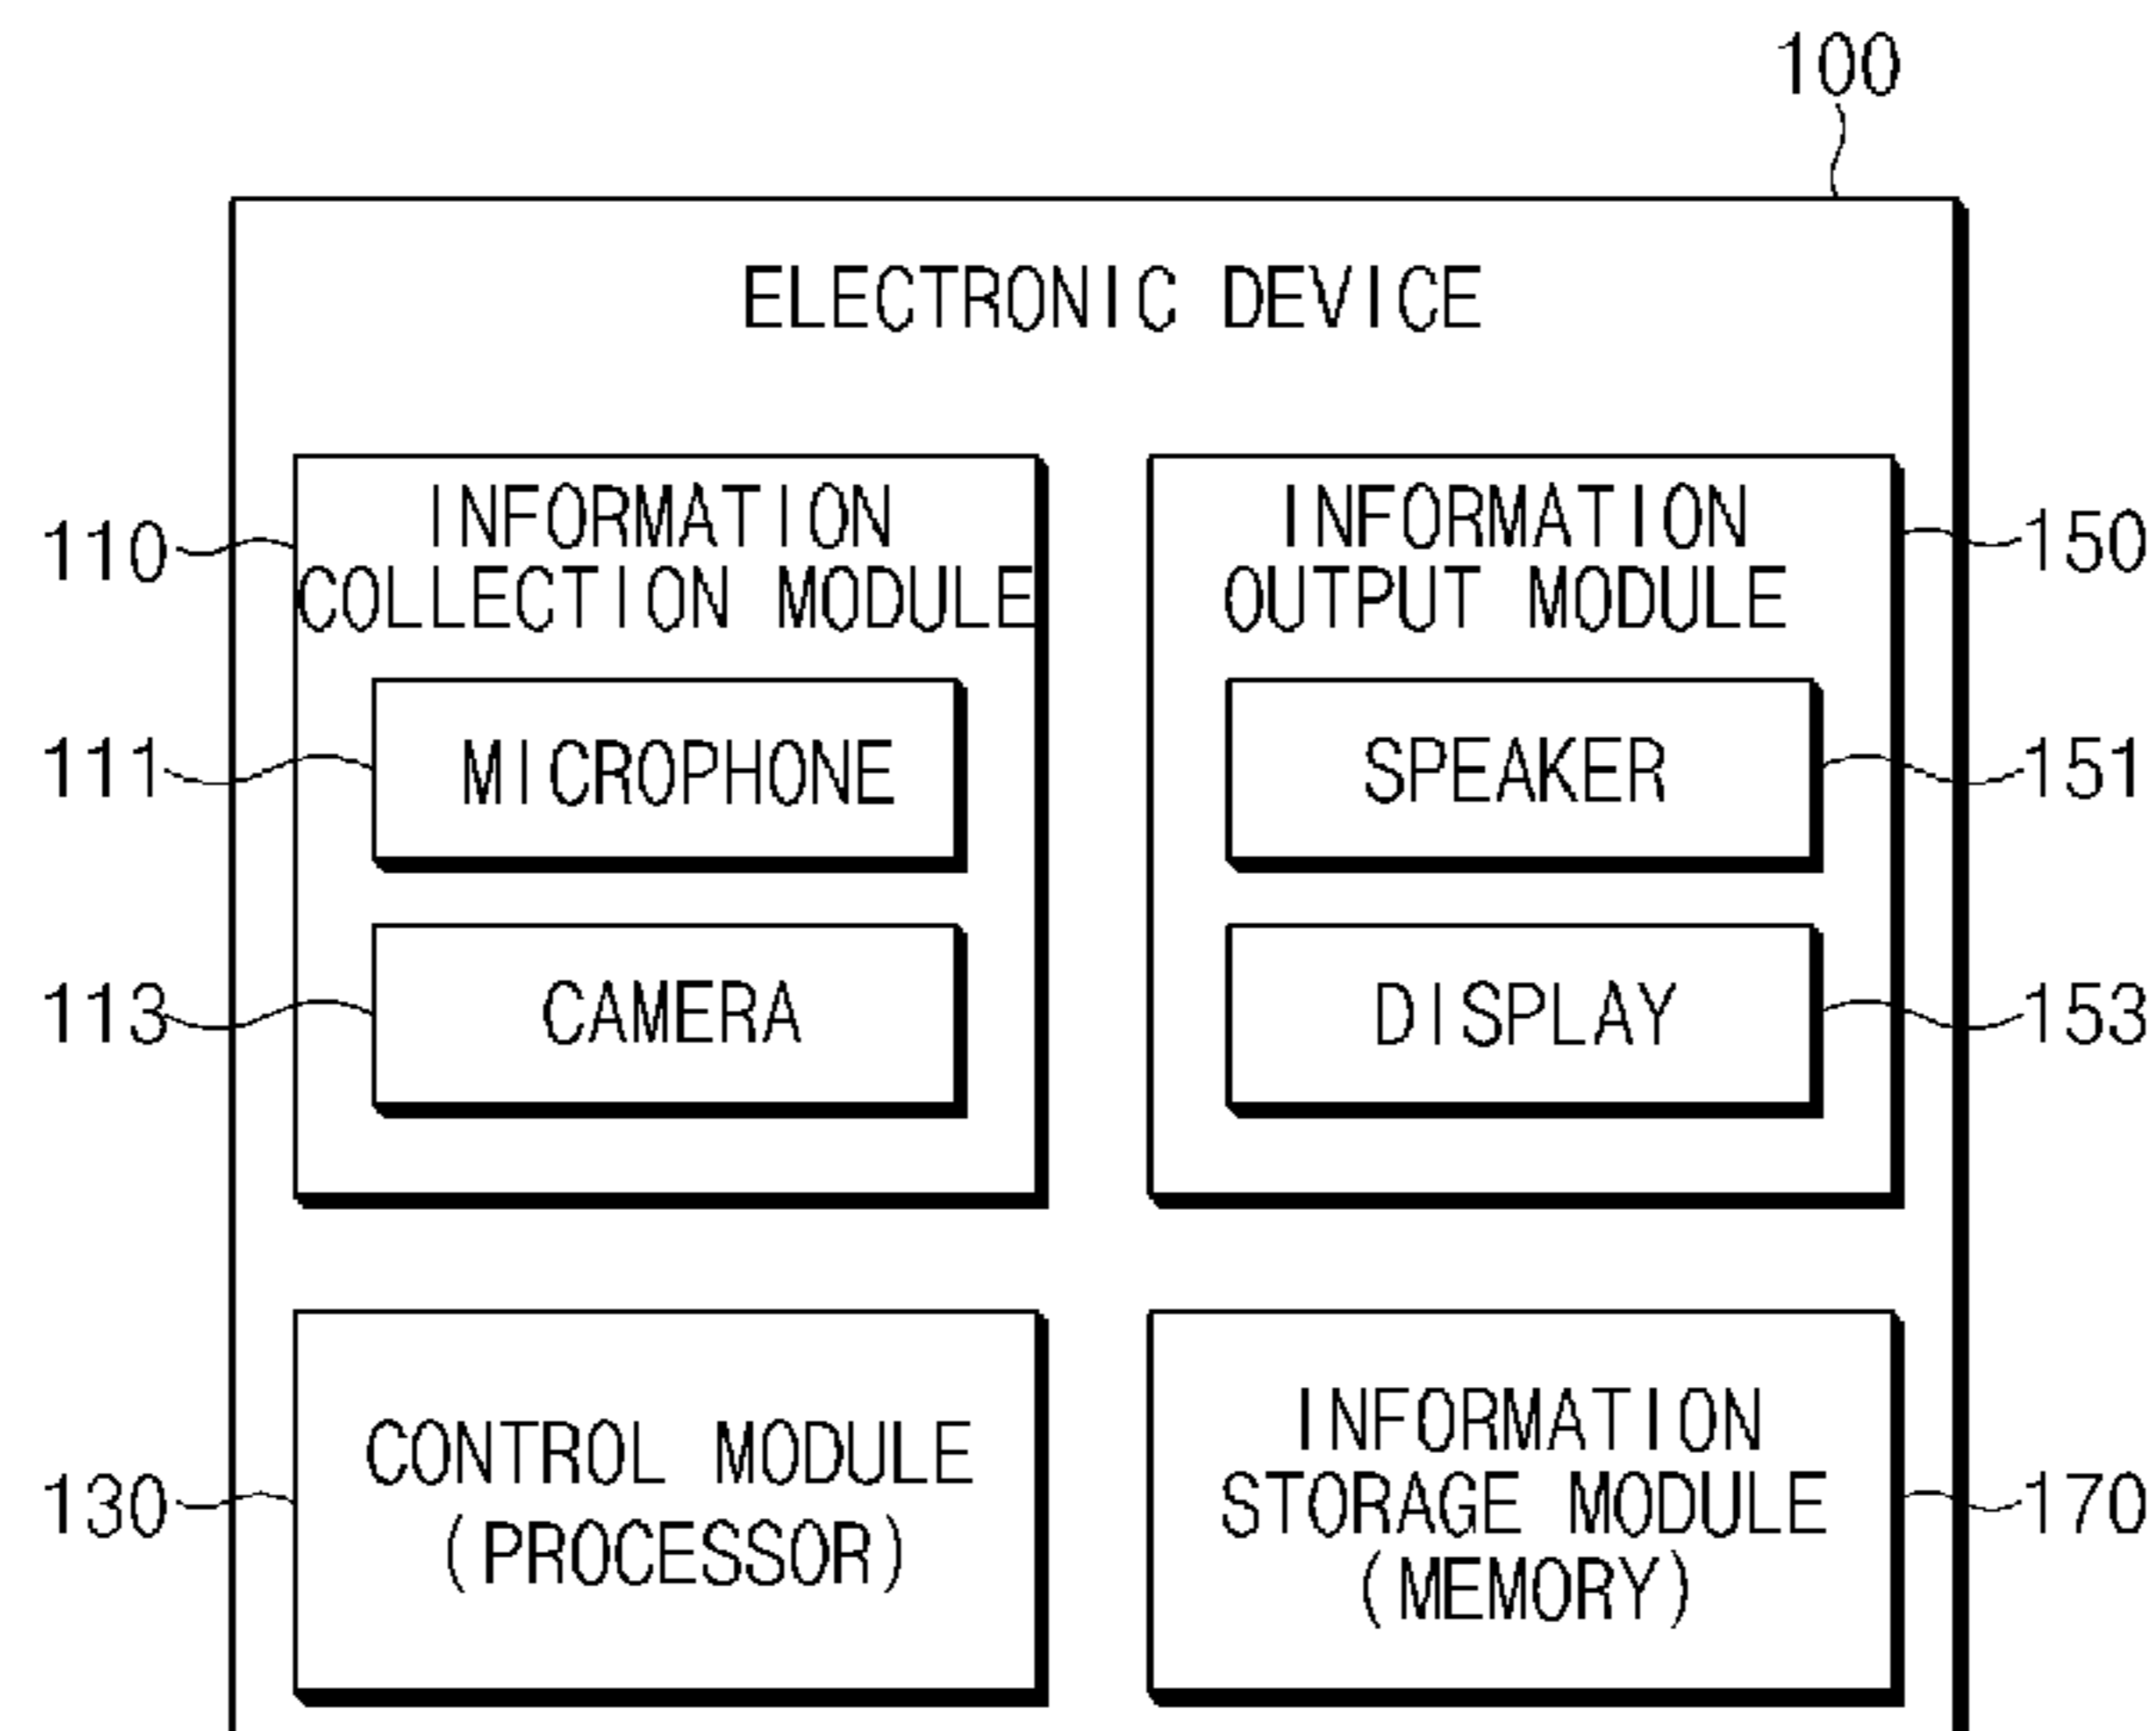 100
ELECTRONIC DEVICE
110
INFORMATION
COLLECTION MODULE
111
MICROPHONE
113
CAMERA
INFORMATION
OUTPUT MODULE
150
SPEAKER
151
DISPLAY
153
130
CONTROL MODULE
(PROCESSOR)
INFORMATION
STORAGE MODULE
(MEMORY)
170